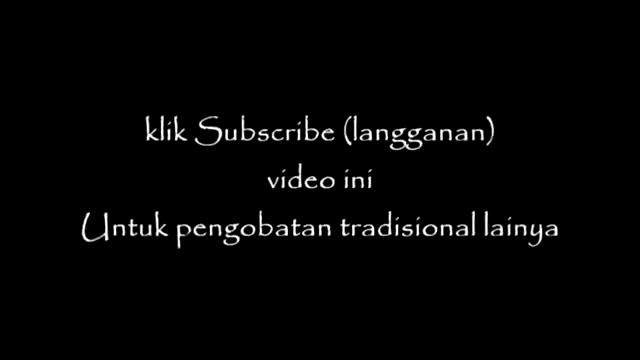 klik Subscribe (langganan)
video ini
Untuk pengobatan tradisional lainya